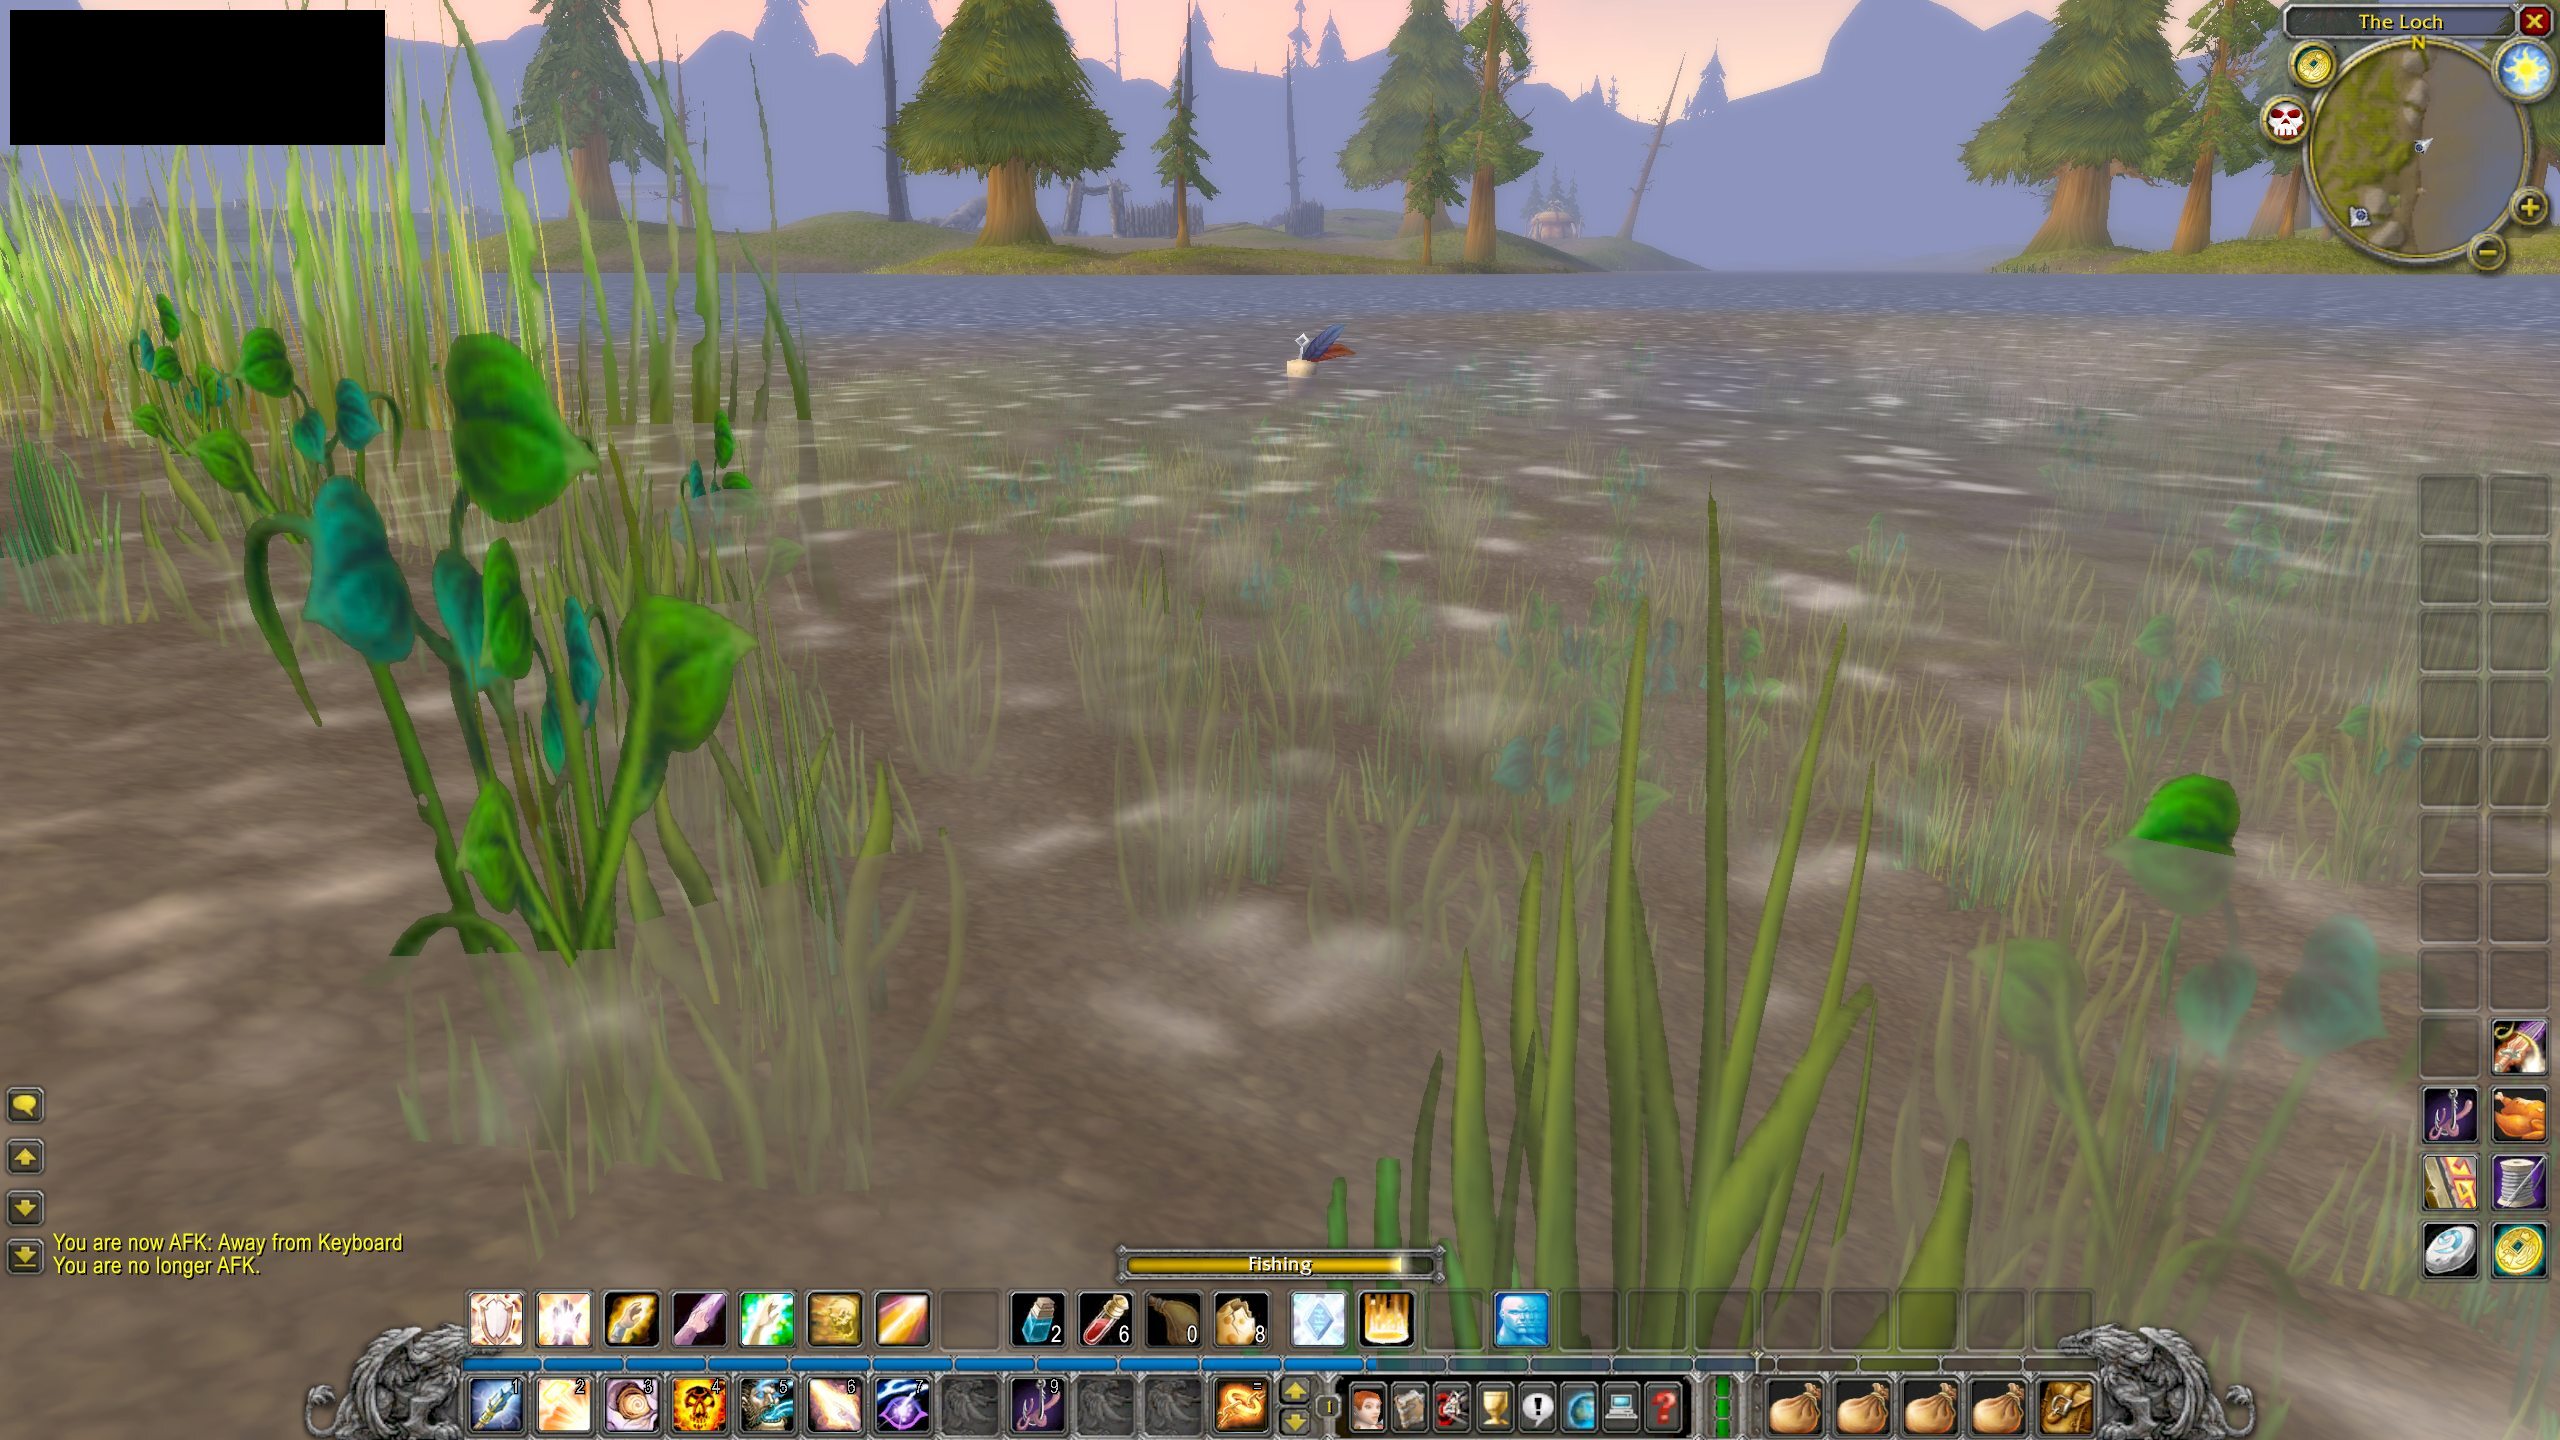 The Loch
N
You are now AFK: Away from Keyboard
You are no longer AFK.
Fishing
2 6 0 8
1 2 3 4 5 6 7 9 =
1